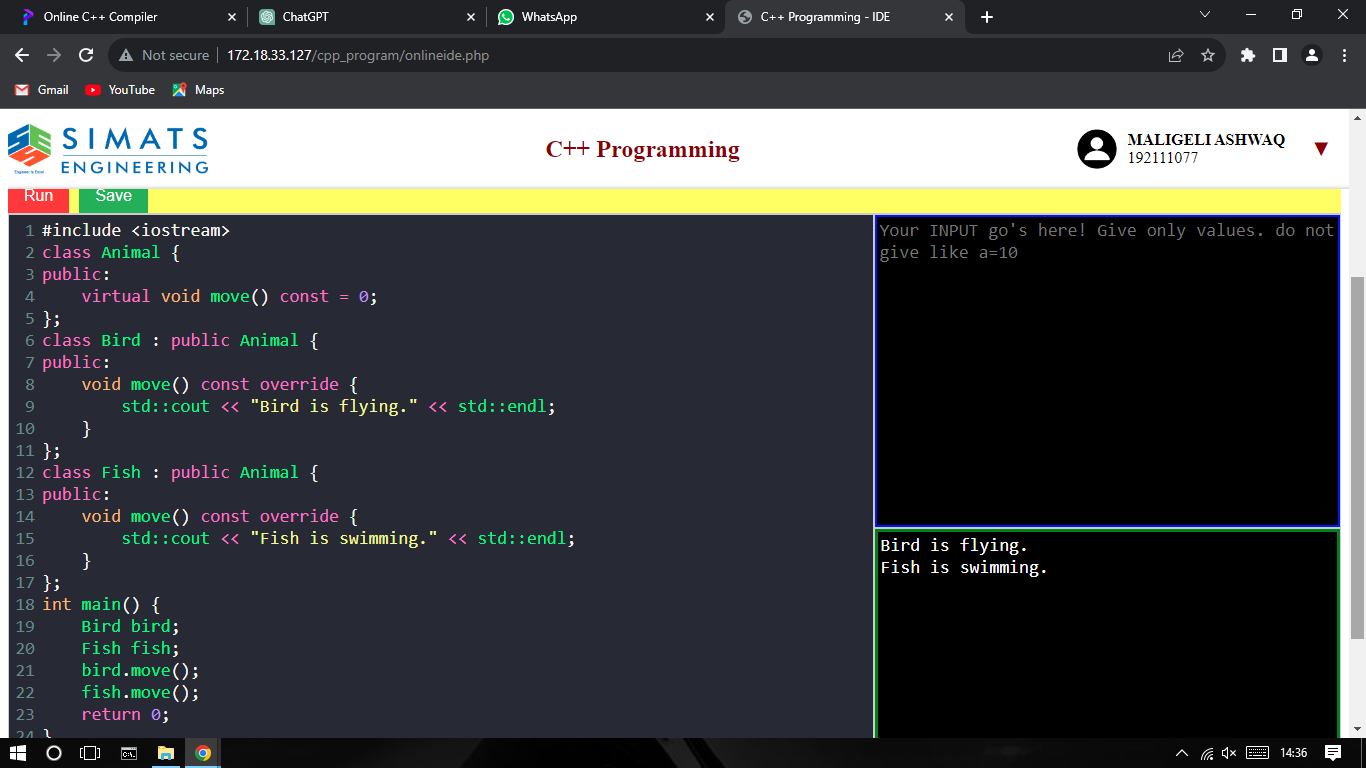 Online C++ Compiler
ChatGPT
WhatsApp
C++ Programming - IDE
Not secure 172.18.33.127/cpp_program/onlineide.php
Gmail YouTube Maps
SIMATS
ENGINEERING
Engineer to Excel
C++ Programming
MALIGELI ASHWAQ
192111077
Run Save
1 #include <iostream>
2 class Animal {
3 public:
4     virtual void move() const = 0;
5 };
6 class Bird : public Animal {
7 public:
8     void move() const override {
9         std::cout << "Bird is flying." << std::endl;
10     }
11 };
12 class Fish : public Animal {
13 public:
14     void move() const override {
15         std::cout << "Fish is swimming." << std::endl;
16     }
17 };
18 int main() {
19     Bird bird;
20     Fish fish;
21     bird.move();
22     fish.move();
23     return 0;
24 }
Your INPUT go's here! Give only values. do not
give like a=10
Bird is flying.
Fish is swimming.
14:36